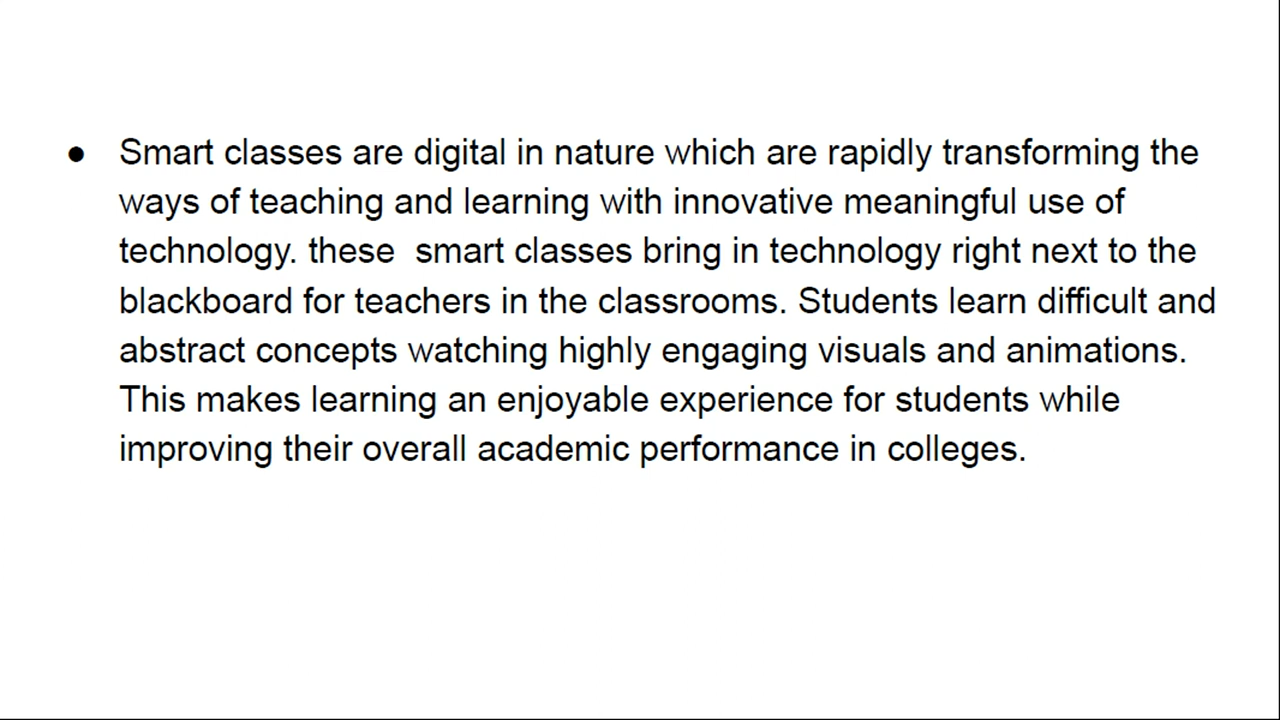 ● Smart classes are digital in nature which are rapidly transforming the
ways of teaching and learning with innovative meaningful use of
technology. these  smart classes bring in technology right next to the
blackboard for teachers in the classrooms. Students learn difficult and
abstract concepts watching highly engaging visuals and animations.
This makes learning an enjoyable experience for students while
improving their overall academic performance in colleges.